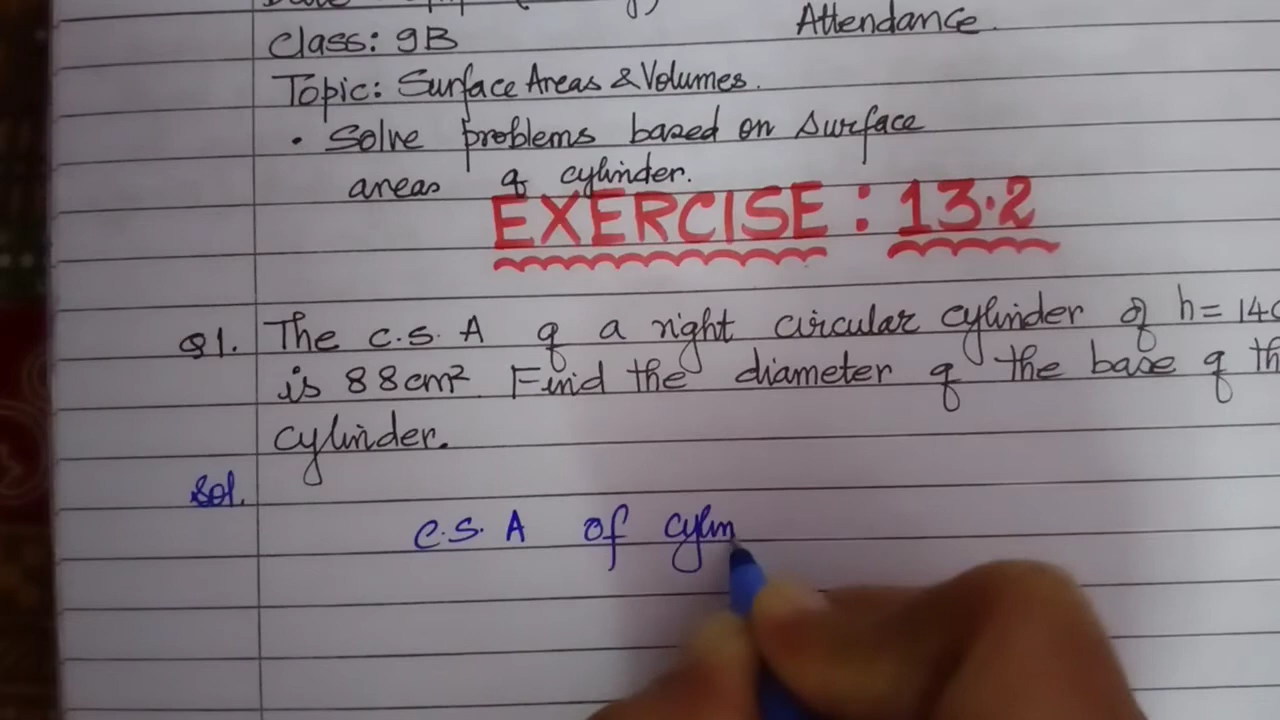 Attendance.
Class: 9B
Topic: Surface Areas & Volumes.
• Solve problems based on surface
areas of cylinder.
EXERCISE : 13.2
Q1. The C.S.A of a right circular cylinder of h = 14
is 88cm². Find the diameter of the base of th
cylinder.
Sol.
C.S.A of cylin